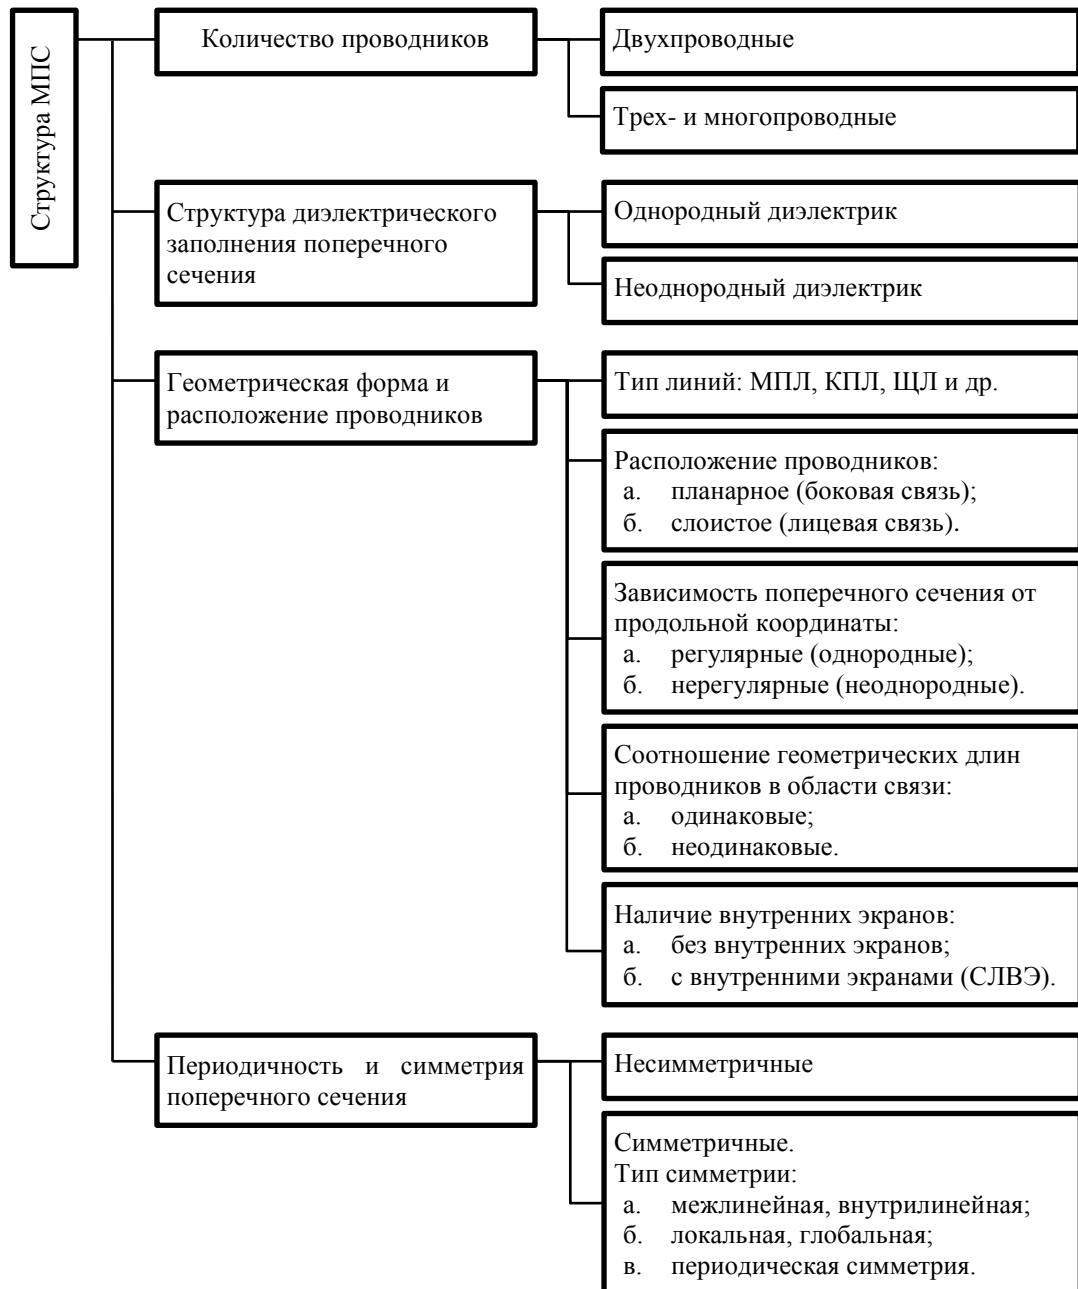 Структура МПС
Количество проводников
Двухпроводные
Трех- и многопроводные
Структура диэлектрического
заполнения поперечного
сечения
Однородный диэлектрик
Неоднородный диэлектрик
Геометрическая форма и
расположение проводников
Тип линий: МПЛ, КПЛ, ЩЛ и др.
Расположение проводников:
а. планарное (боковая связь);
б. слоистое (лицевая связь).
Зависимость поперечного сечения от
продольной координаты:
а. регулярные (однородные);
б. нерегулярные (неоднородные).
Соотношение геометрических длин
проводников в области связи:
а. одинаковые;
б. неодинаковые.
Наличие внутренних экранов:
а. без внутренних экранов;
б. с внутренними экранами (СЛВЭ).
Периодичность и симметрия
поперечного сечения
Несимметричные
Симметричные.
Тип симметрии:
а. межлинейная, внутрилинейная;
б. локальная, глобальная;
в. периодическая симметрия.